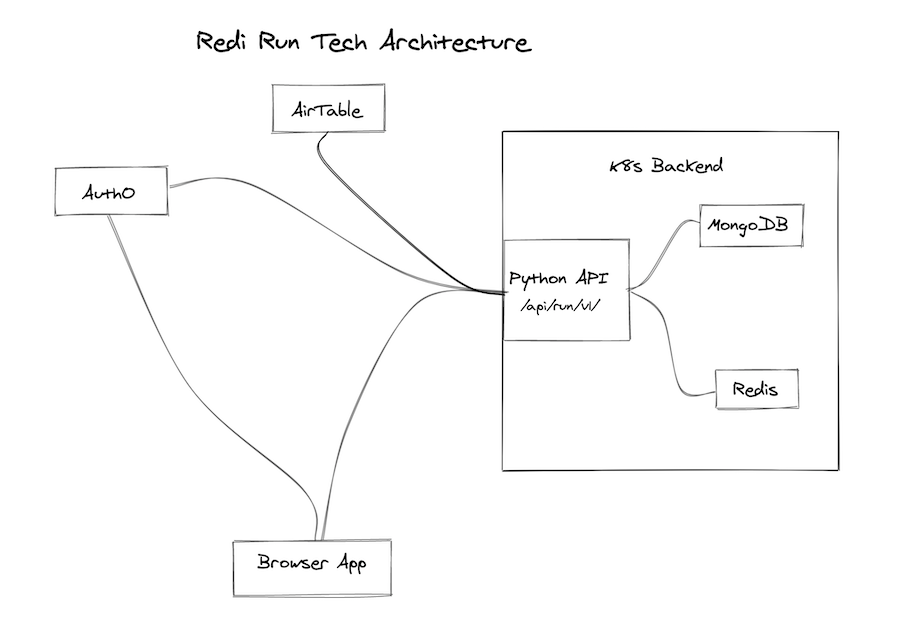 Redi Run Tech Architecture
AirTable
Auth0
K8s Backend
MongoDB
Python API
/api/run/v1/
Redis
Browser App